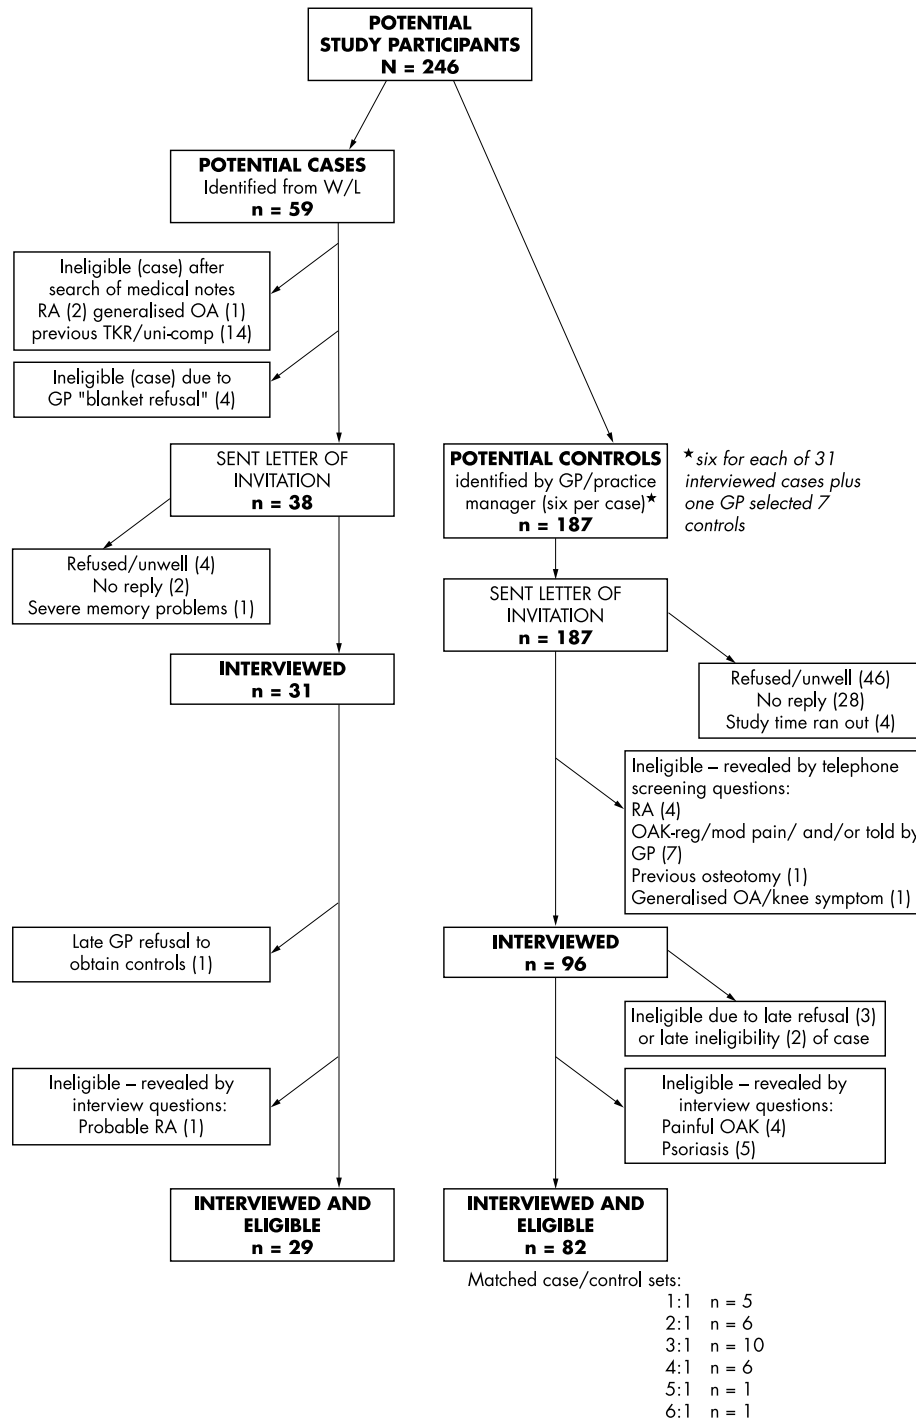 POTENTIAL
STUDY PARTICIPANTS
N = 246
POTENTIAL CASES
Identified from W/L
n = 59
Ineligible (case) after
search of medical notes
RA (2) generalised OA (1)
previous TKR/uni-comp (14)
Ineligible (case) due to
GP "blanket refusal" (4)
SENT LETTER OF
INVITATION
n = 38
Refused/unwell (4)
No reply (2)
Severe memory problems (1)
INTERVIEWED
n = 31
Late GP refusal to
obtain controls (1)
Ineligible – revealed by
interview questions:
Probable RA (1)
INTERVIEWED AND
ELIGIBLE
n = 29
POTENTIAL CONTROLS
identified by GP/practice
manager (six per case)★
n = 187
★six for each of 31
interviewed cases plus
one GP selected 7
controls
SENT LETTER OF
INVITATION
n = 187
Refused/unwell (46)
No reply (28)
Study time ran out (4)
Ineligible – revealed by telephone
screening questions:
RA (4)
OAK-reg/mod pain/ and/or told by
GP (7)
Previous osteotomy (1)
Generalised OA/knee symptom (1)
INTERVIEWED
n = 96
Ineligible due to late refusal (3)
or late ineligibility (2) of case
Ineligible – revealed by
interview questions:
Painful OAK (4)
Psoriasis (5)
INTERVIEWED AND
ELIGIBLE
n = 82
Matched case/control sets:
1:1 n = 5
2:1 n = 6
3:1 n = 10
4:1 n = 6
5:1 n = 1
6:1 n = 1